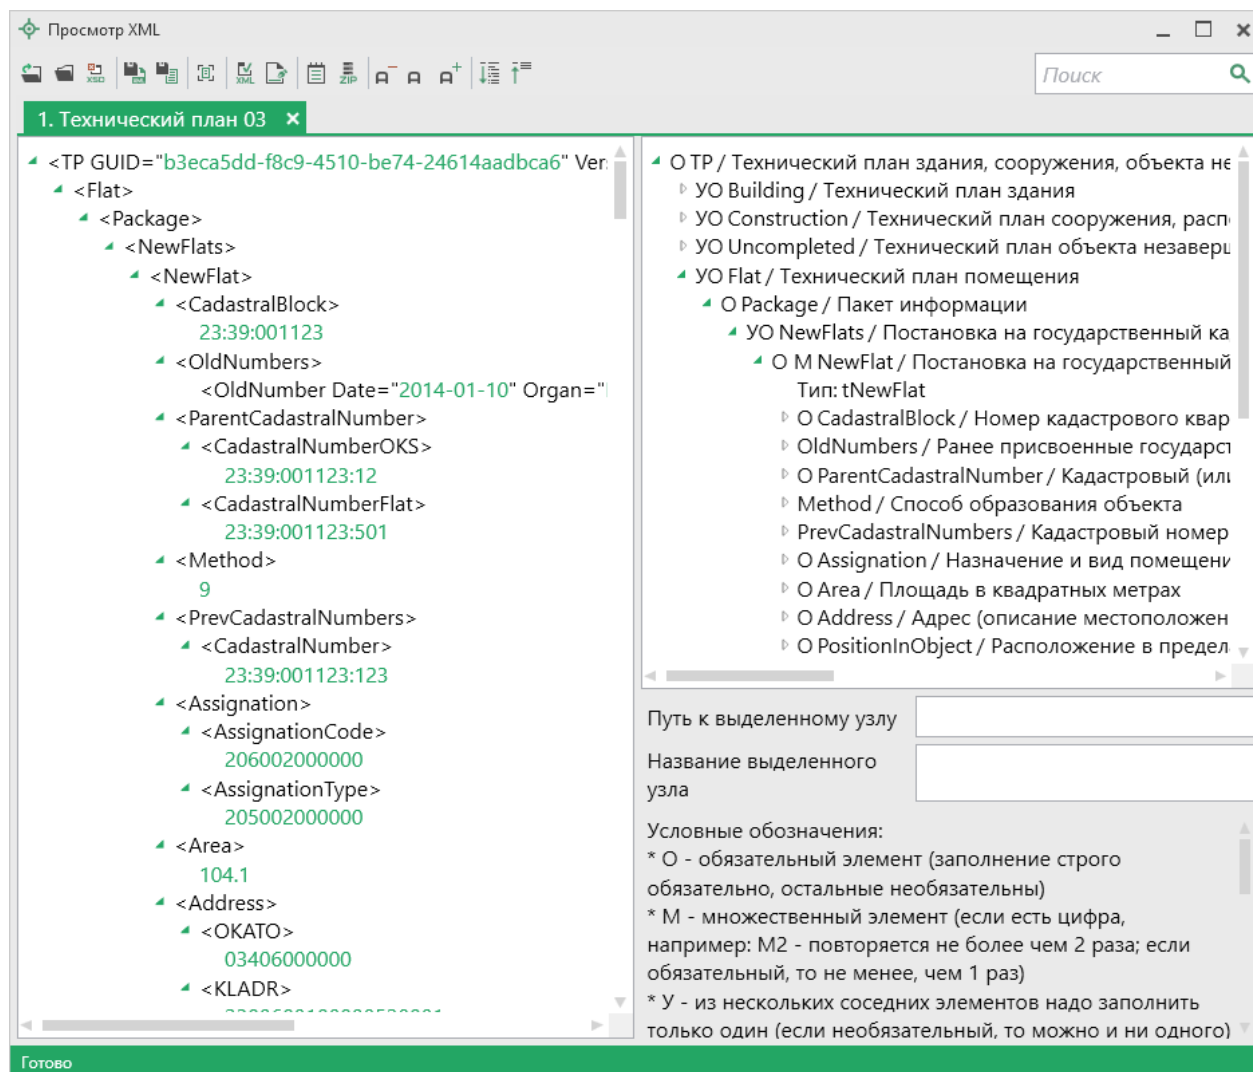 Просмотр XML
XSD
XML
ZIP
Поиск
1. Технический план 03
<TP GUID="b3eca5dd-f8c9-4510-be74-24614aadbca6" Ver
<Flat>
<Package>
<NewFlats>
<NewFlat>
<CadastralBlock>
23:39:001123
<OldNumbers>
<OldNumber Date="2014-01-10" Organ="
<ParentCadastralNumber>
<CadastralNumberOKS>
23:39:001123:12
<CadastralNumberFlat>
23:39:001123:501
<Method>
9
<PrevCadastralNumbers>
<CadastralNumber>
23:39:001123:123
<Assignation>
<AssignationCode>
206002000000
<AssignationType>
205002000000
<Area>
104.1
<Address>
<OKATO>
03406000000
<KLADR>
О TP / Технический план здания, сооружения, объекта не
УО Building / Технический план здания
УО Construction / Технический план сооружения, расп
УО Uncompleted / Технический план объекта незаверш
УО Flat / Технический план помещения
О Package / Пакет информации
УО NewFlats / Постановка на государственный ка
О М NewFlat / Постановка на государственный
Тип: tNewFlat
О CadastralBlock / Номер кадастрового квар
OldNumbers / Ранее присвоенные государст
О ParentCadastralNumber / Кадастровый (или
Method / Способ образования объекта
PrevCadastralNumbers / Кадастровый номер
О Assignation / Назначение и вид помещени
О Area / Площадь в квадратных метрах
О Address / Адрес (описание местоположен
О PositionInObject / Расположение в предел
Путь к выделенному узлу
Название выделенного
узла
Условные обозначения:
* О - обязательный элемент (заполнение строго
обязательно, остальные необязательны)
* М - множественный элемент (если есть цифра,
например: М2 - повторяется не более чем 2 раза; если
обязательный, то не менее, чем 1 раз)
* У - из нескольких соседних элементов надо заполнить
только один (если необязательный, то можно и ни одного)
Готово